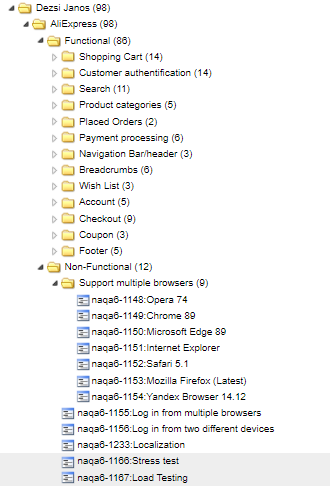 Dezsi Janos (98)
AliExpress (98)
Functional (86)
Shopping Cart (14)
Customer authentification (14)
Search (11)
Product categories (5)
Placed Orders (2)
Payment processing (6)
Navigation Bar/header (3)
Breadcrumbs (6)
Wish List (3)
Account (5)
Checkout (9)
Coupon (3)
Footer (5)
Non-Functional (12)
Support multiple browsers (9)
naqa6-1148:Opera 74
naqa6-1149:Chrome 89
naqa6-1150:Microsoft Edge 89
naqa6-1151:Internet Explorer
naqa6-1152:Safari 5.1
naqa6-1153:Mozilla Firefox (Latest)
naqa6-1154:Yandex Browser 14.12
naqa6-1155:Log in from multiple browsers
naqa6-1156:Log in from two different devices
naqa6-1233:Localization
naqa6-1166:Stress test
naqa6-1167:Load Testing